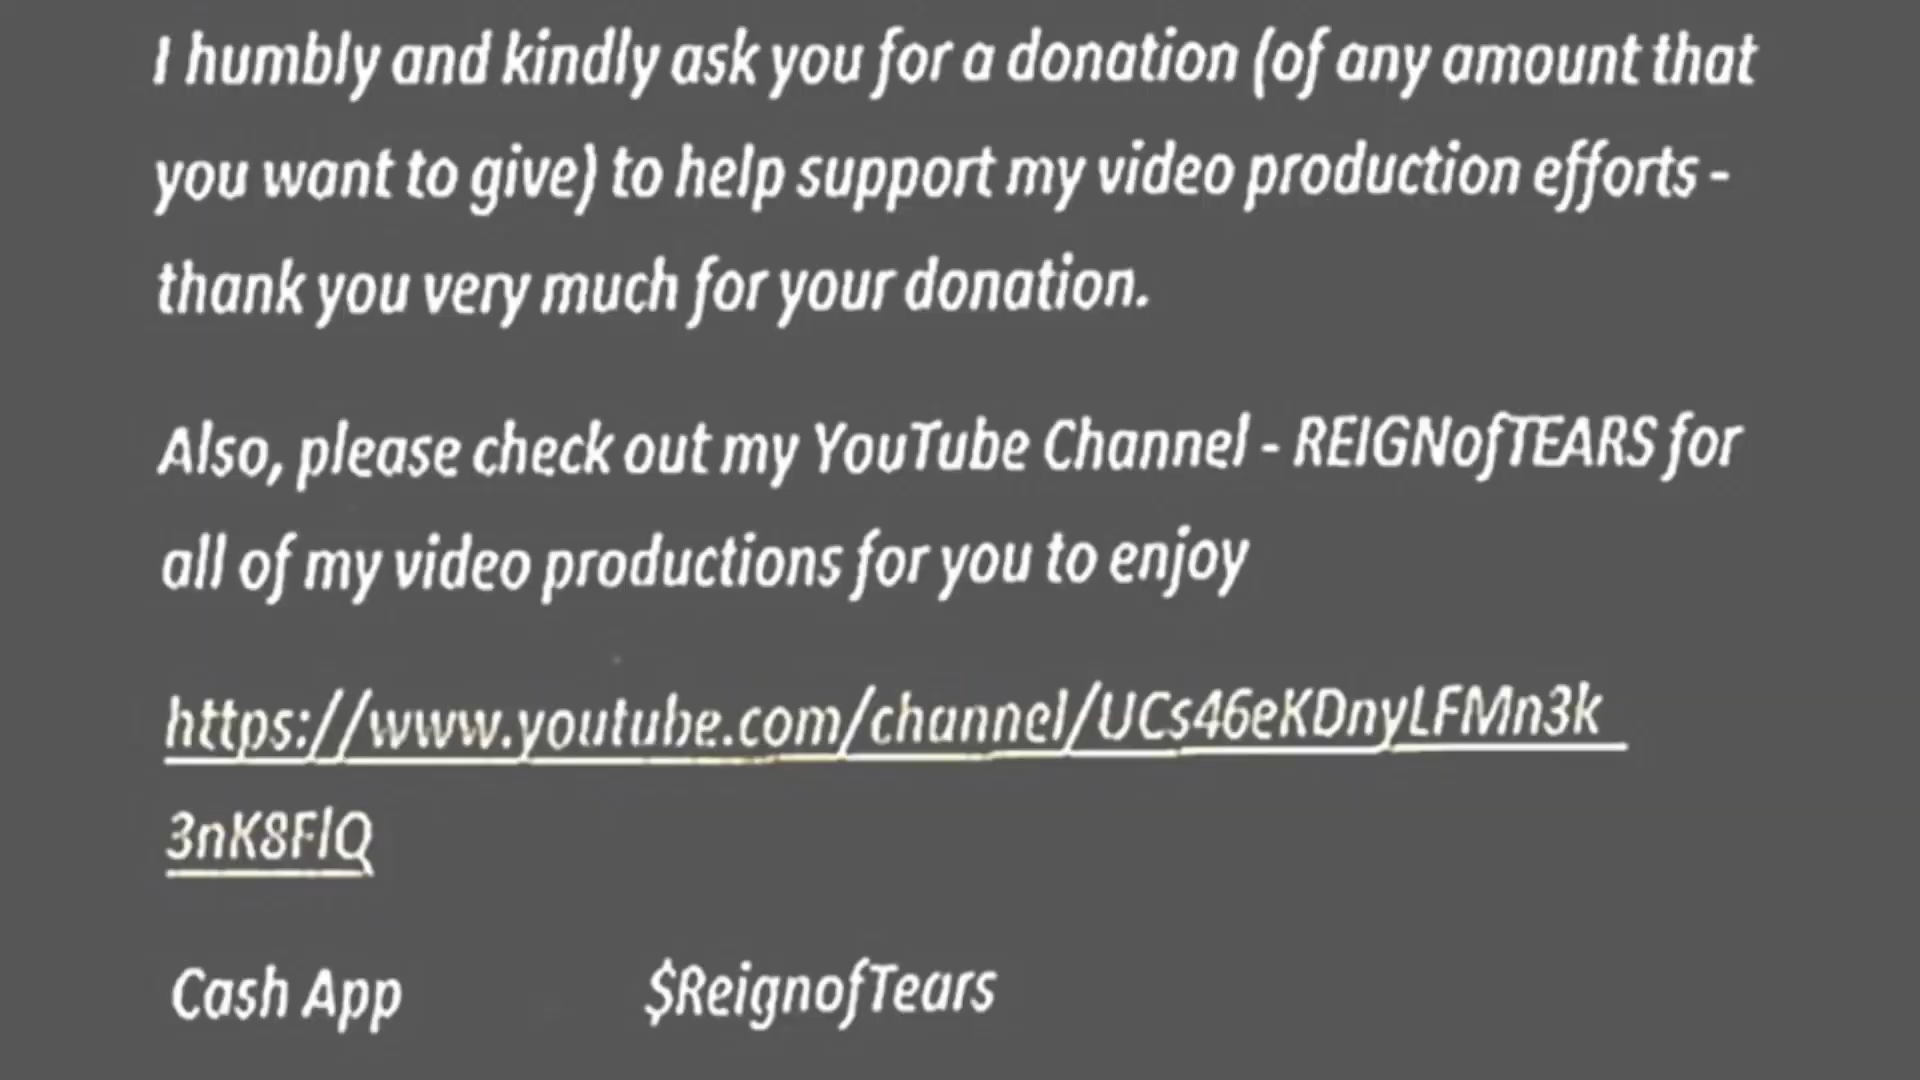 I humbly and kindly ask you for a donation (of any amount that
you want to give) to help support my video production efforts -
thank you very much for your donation.
Also, please check out my YouTube Channel - REIGNofTEARS for
all of my video productions for you to enjoy
https://www.youtube.com/channel/UCs46eKDnyLFMn3k
3nK8FlQ
Cash App $ReignofTears